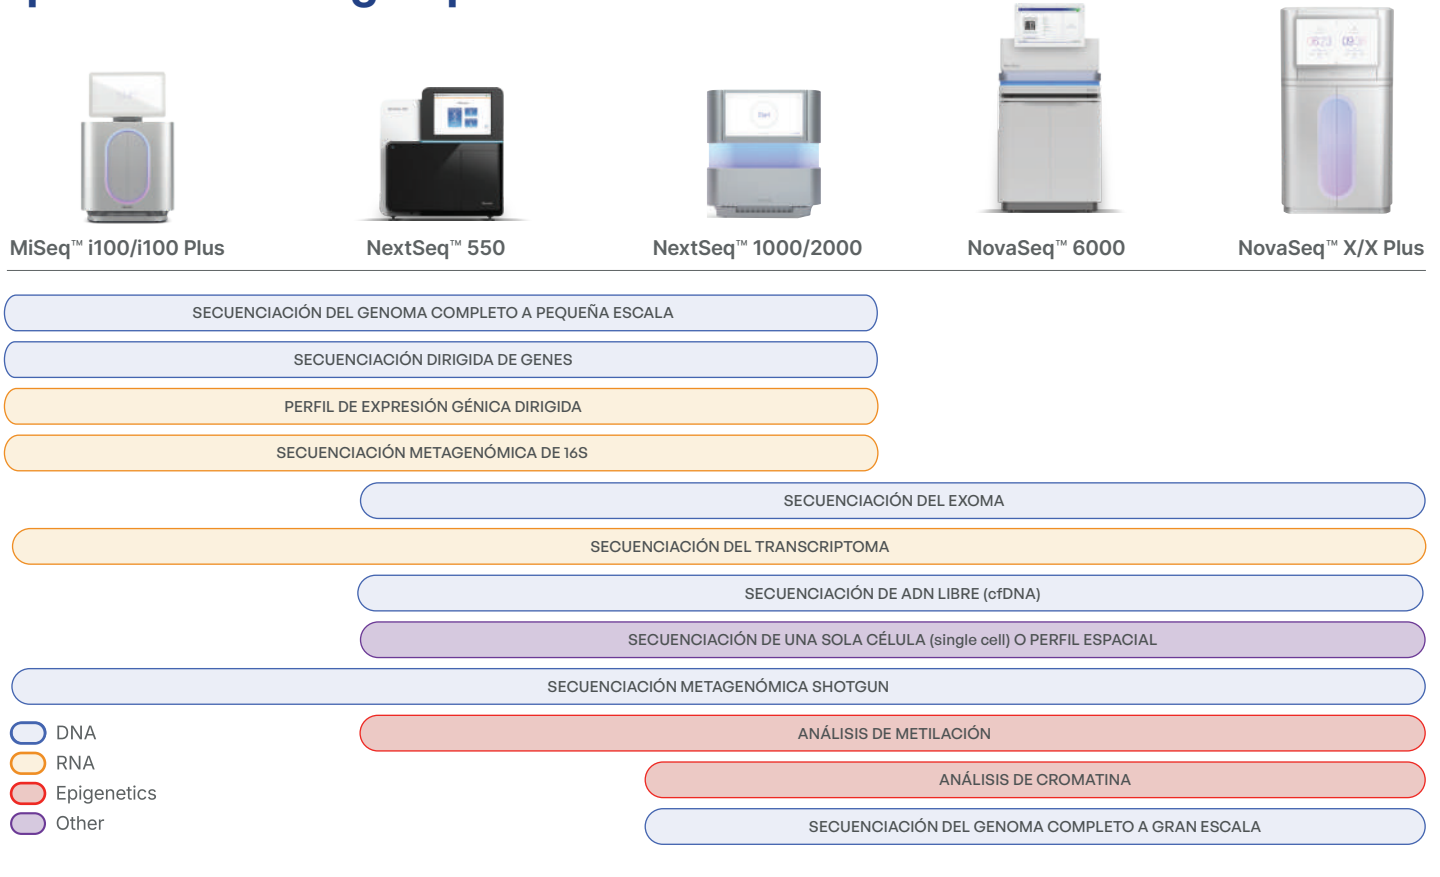 MiSeq™ i100/i100 Plus
NextSeq™ 550
NextSeq™ 1000/2000
NovaSeq™ 6000
NovaSeq™ X/X Plus
SECUENCIACIÓN DEL GENOMA COMPLETO A PEQUEÑA ESCALA
SECUENCIACIÓN DIRIGIDA DE GENES
PERFIL DE EXPRESIÓN GÉNICA DIRIGIDA
SECUENCIACIÓN METAGENÓMICA DE 16S
SECUENCIACIÓN DEL EXOMA
SECUENCIACIÓN DEL TRANSCRIPTOMA
SECUENCIACIÓN DE ADN LIBRE (cfDNA)
SECUENCIACIÓN DE UNA SOLA CÉLULA (single cell) O PERFIL ESPACIAL
SECUENCIACIÓN METAGENÓMICA SHOTGUN
ANÁLISIS DE METILACIÓN
ANÁLISIS DE CROMATINA
SECUENCIACIÓN DEL GENOMA COMPLETO A GRAN ESCALA
DNA
RNA
Epigenetics
Other